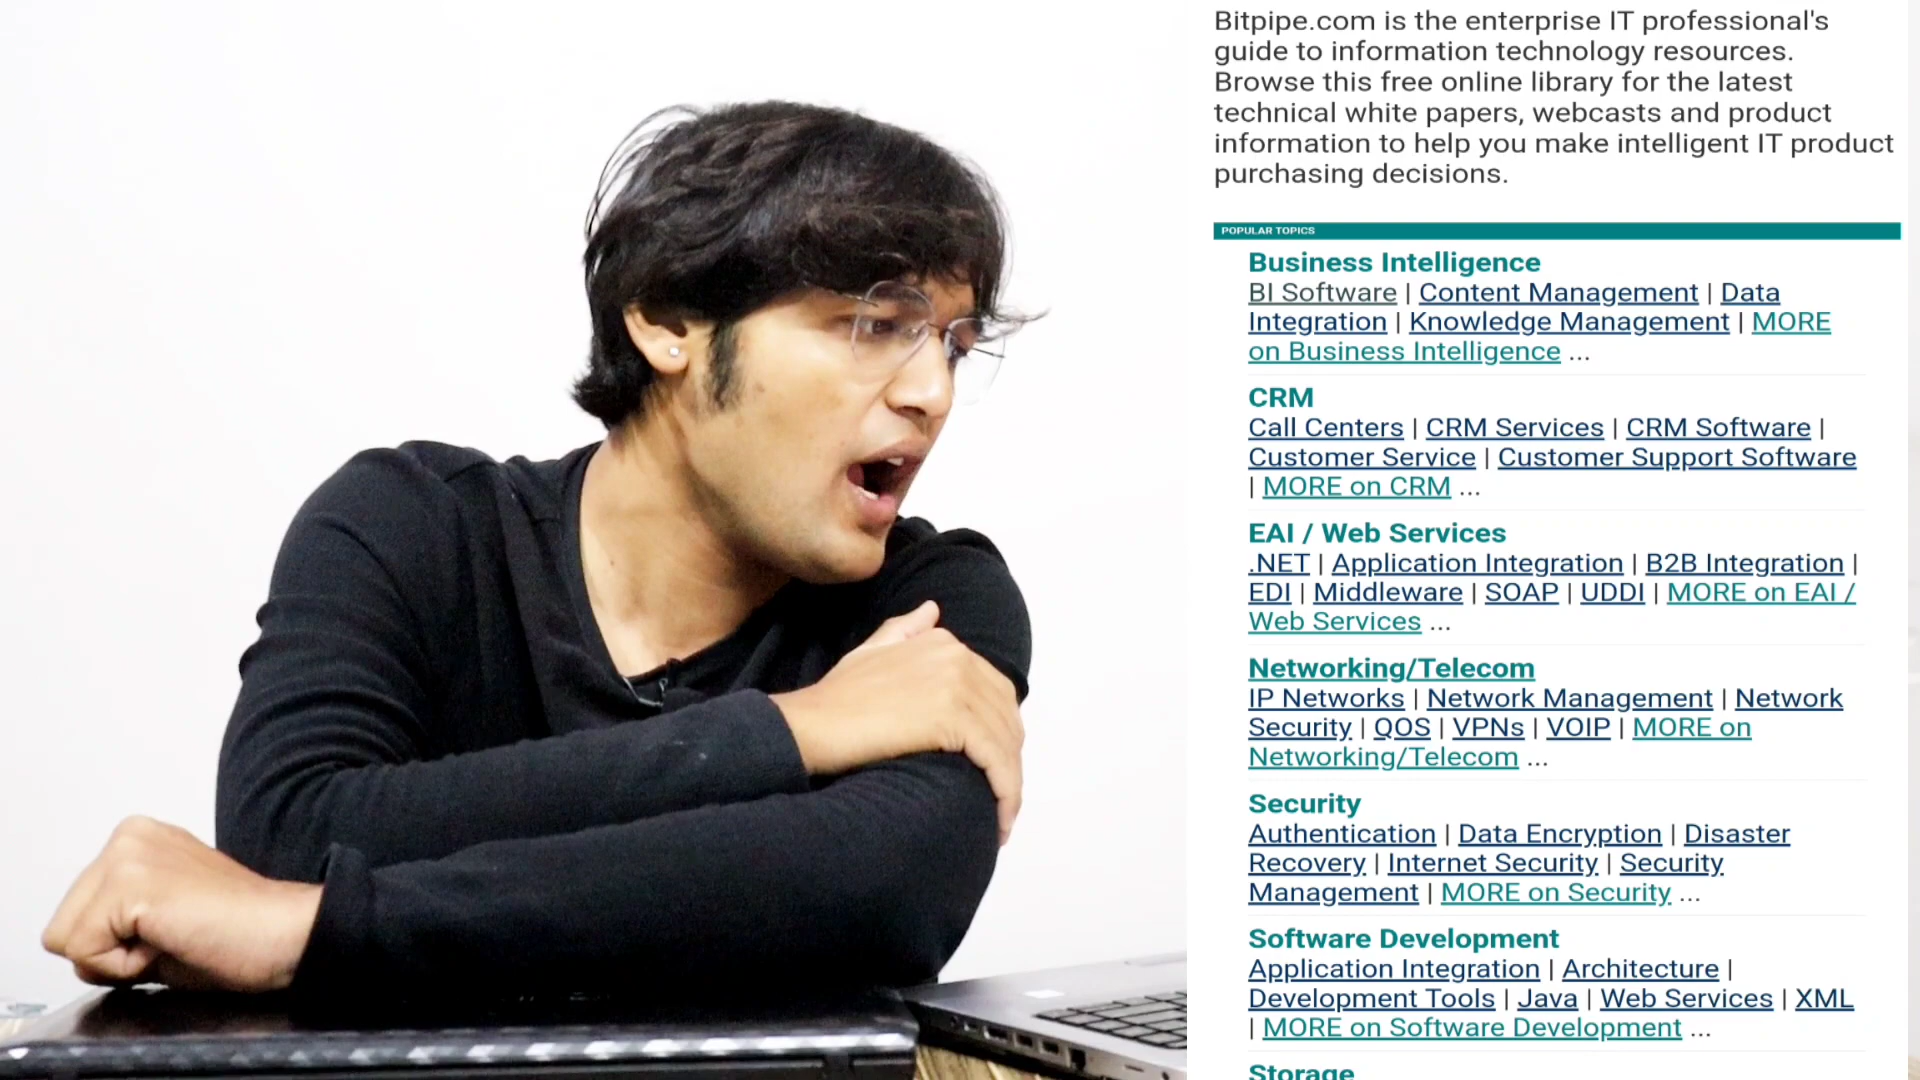 Bitpipe.com is the enterprise IT professional's
guide to information technology resources.
Browse this free online library for the latest
technical white papers, webcasts and product
information to help you make intelligent IT product
purchasing decisions.
POPULAR TOPICS
Business Intelligence
BI Software | Content Management | Data
Integration | Knowledge Management | MORE
on Business Intelligence ...
CRM
Call Centers | CRM Services | CRM Software |
Customer Service | Customer Support Software
| MORE on CRM ...
EAI / Web Services
.NET | Application Integration | B2B Integration |
EDI | Middleware | SOAP | UDDI | MORE on EAI /
Web Services ...
Networking/Telecom
IP Networks | Network Management | Network
Security | QOS | VPNs | VOIP | MORE on
Networking/Telecom ...
Security
Authentication | Data Encryption | Disaster
Recovery | Internet Security | Security
Management | MORE on Security ...
Software Development
Application Integration | Architecture |
Development Tools | Java | Web Services | XML
| MORE on Software Development ...
Storage